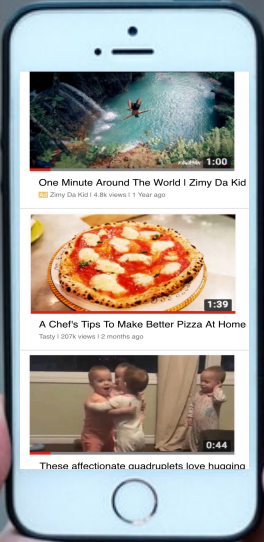 1:00
One Minute Around The World I Zimy Da Kid
Zimy Da Kid I 4.8k views I 1 Year ago
1:39
A Chef's Tips To Make Better Pizza At Home
Tasty I 207k views I 2 months ago
0:44
These affectionate quadruplets love hugging